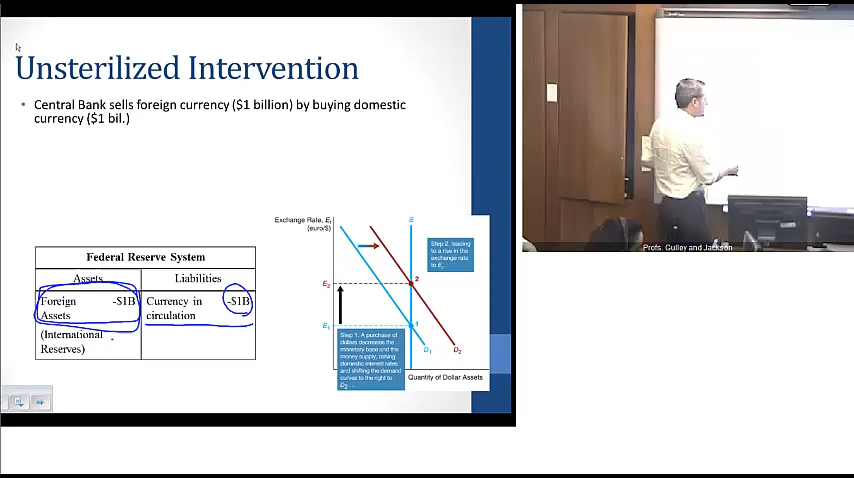 Unsterilized Intervention
• Central Bank sells foreign currency ($1 billion) by buying domestic
currency ($1 bil.)
Federal Reserve System
Assets Liabilities
Foreign -$1B Currency in -$1B
Assets circulation
(International
Reserves)
Exchange Rate, Et
(euro/$)
S
Step 2. leading
to a rise in the
exchange rate
to E2.
E2
2
E1
1
D1
D2
Step 1. A purchase of
dollars decreases the
monetary base and the
money supply, raising
domestic interest rates
and shifting the demand
curves to the right to
D2 ...
Quantity of Dollar Assets
Profs. Gulley and Jackson